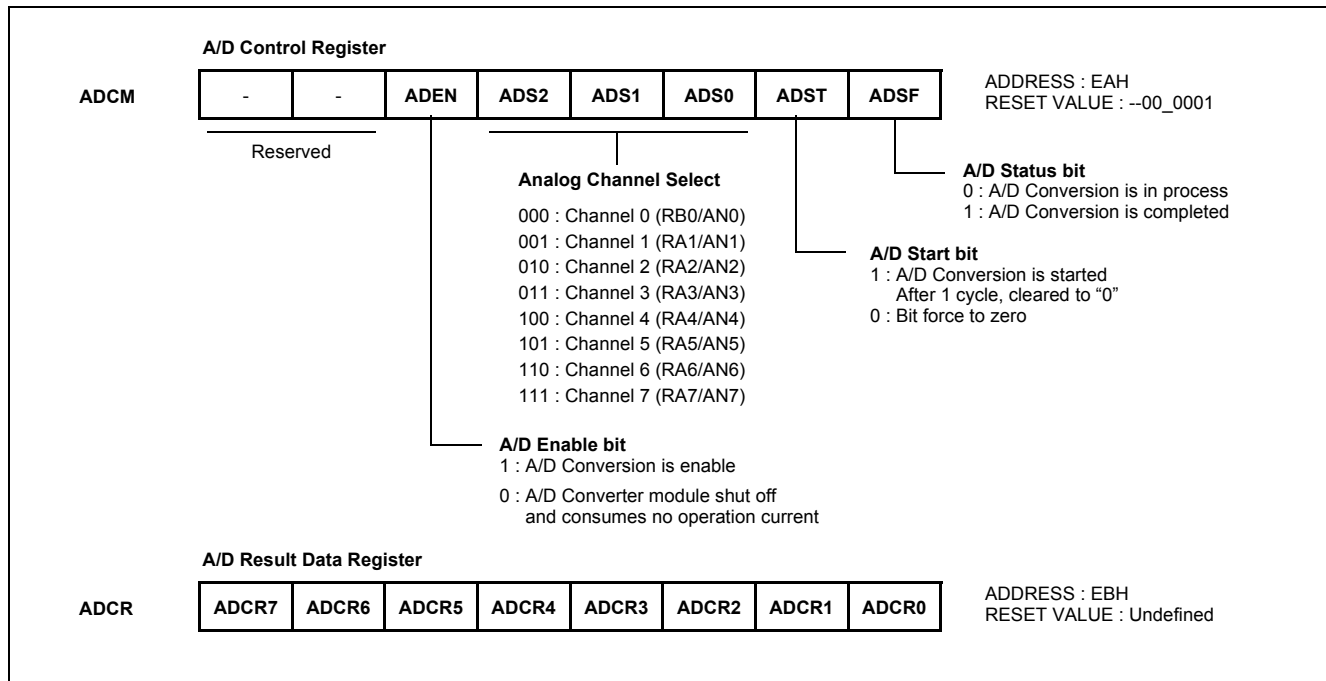 A/D Control Register
ADCM
- - ADEN ADS2 ADS1 ADS0 ADST ADSF
ADDRESS : EAH
RESET VALUE : --00_0001
Reserved
Analog Channel Select
000 : Channel 0 (RB0/AN0)
001 : Channel 1 (RA1/AN1)
010 : Channel 2 (RA2/AN2)
011 : Channel 3 (RA3/AN3)
100 : Channel 4 (RA4/AN4)
101 : Channel 5 (RA5/AN5)
110 : Channel 6 (RA6/AN6)
111 : Channel 7 (RA7/AN7)
A/D Status bit
0 : A/D Conversion is in process
1 : A/D Conversion is completed
A/D Start bit
1 : A/D Conversion is started
After 1 cycle, cleared to “0”
0 : Bit force to zero
A/D Enable bit
1 : A/D Conversion is enable
0 : A/D Converter module shut off
and consumes no operation current
A/D Result Data Register
ADCR
ADCR7 ADCR6 ADCR5 ADCR4 ADCR3 ADCR2 ADCR1 ADCR0
ADDRESS : EBH
RESET VALUE : Undefined